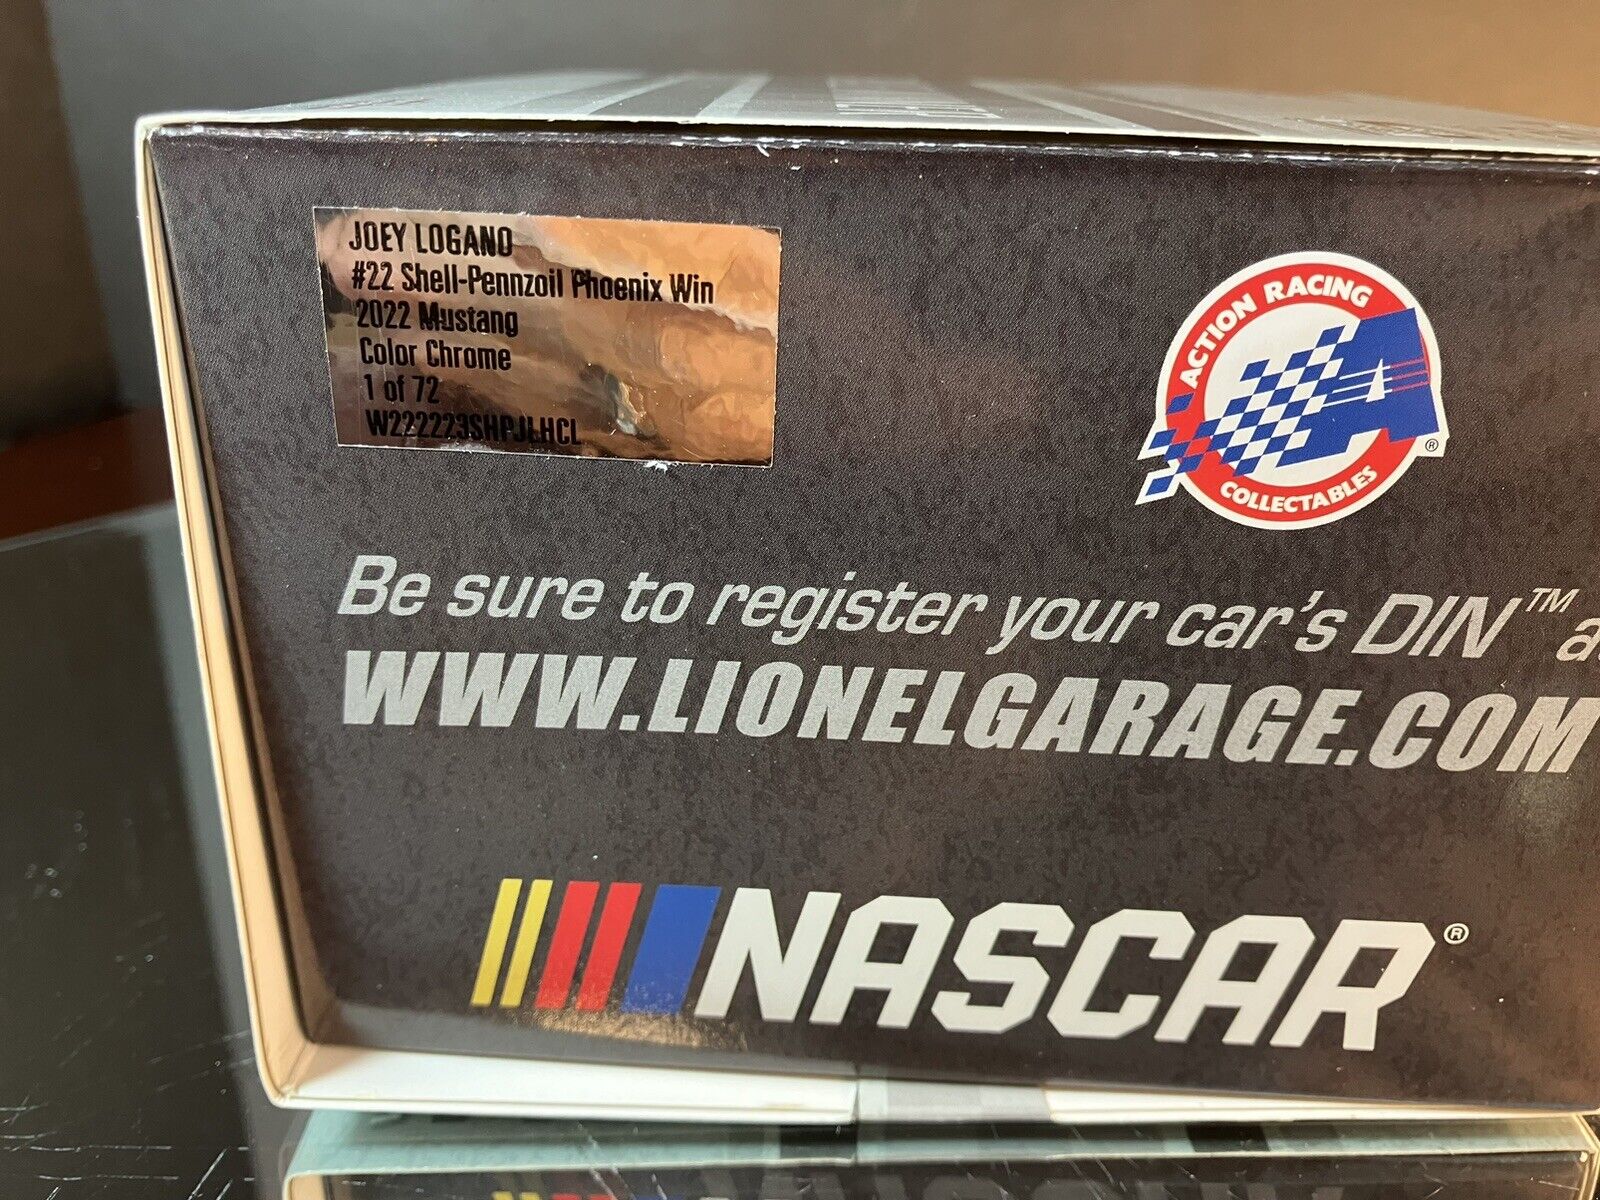 JOEY LOGANO
#22 Shell-Pennzoil Phoenix Win
2022 Mustang
Color Chrome
1 of 72
W222223SHPJLHCL
ACTION RACING
A®
COLLECTABLES
Be sure to register your car's DIN™
WWW.LIONELGARAGE.COM
NASCAR®